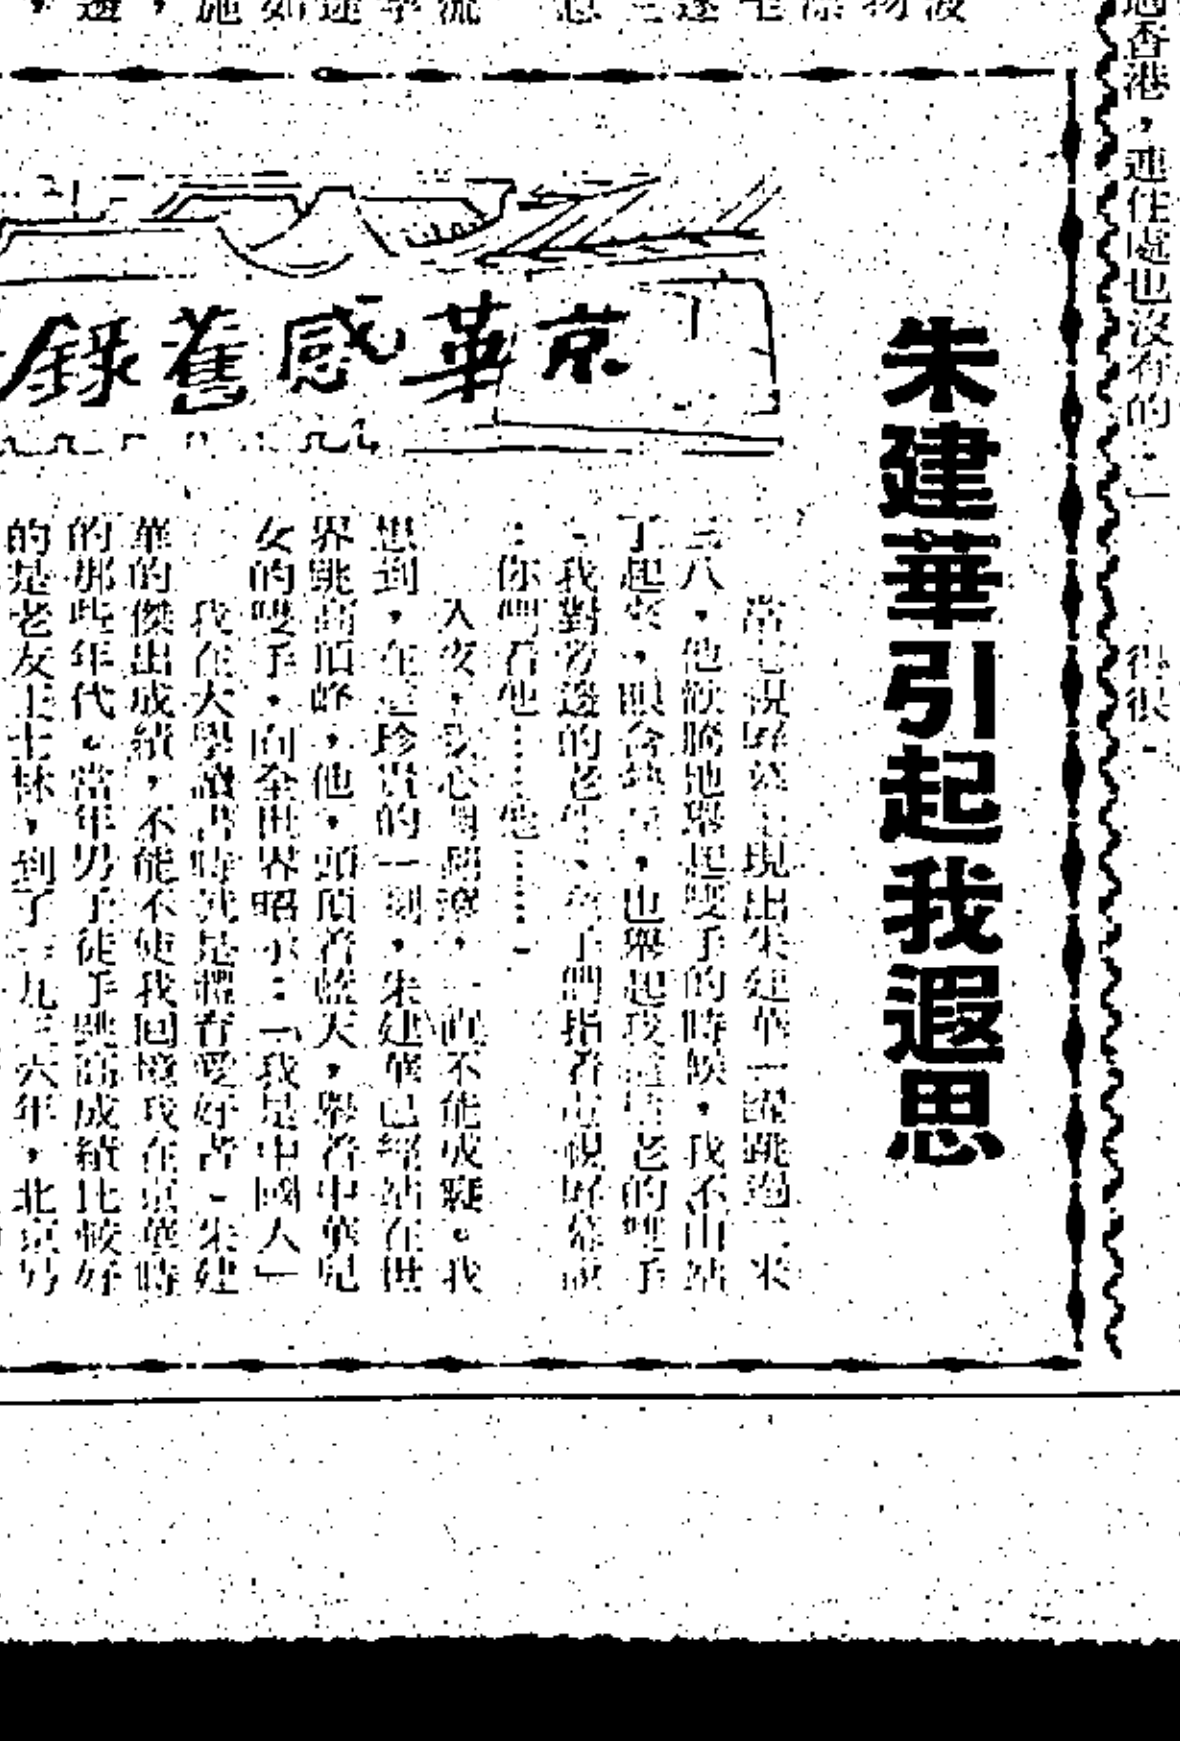 過香港，連住處也沒有的：」
得很。
朱建華引起我遐思
京華感舊錄
當電視屏幕上現出朱建華一躍跳過二米
三八，他歡騰地舉起雙手的時候，我不由站
了起來，眼含熱淚，也舉起我這位老的雙手
，我對旁邊的老伴、兒子們指著電視屏幕說
：你們看他……他……。
入夜，我心潮翻滾，一直不能成寐。我
想到，在這珍貴的一刻，朱建華已經站在世
界跳高頂峰，他，頭頂着藍天，舉着中華兒
女的雙手，向全世界昭示：「我是中國人」
我在大學讀書時就是體育愛好者。朱建
華的傑出成績，不能不使我回憶我在京華時
的那些年代。當年男子徒手跳高成績比較好
的是老友王士林，到了一九三六年，北京男